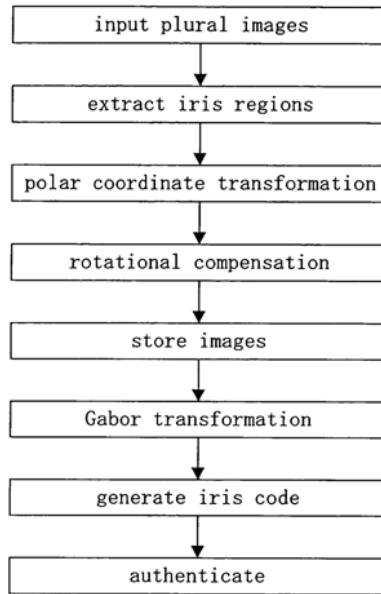 input plural images
extract iris regions
polar coordinate transformation
rotational compensation
store images
Gabor transformation
generate iris code
authenticate